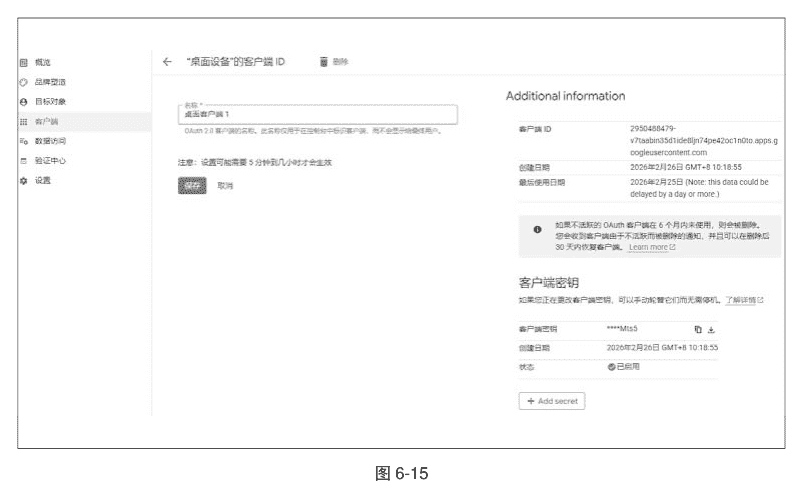 概览
品牌塑造
目标对象
客户端
数据访问
验证中心
设置
← “桌面设备”的客户端 ID
删除
名称 *
桌面客户端 1
OAuth 2.0 客户端的名称。此名称仅用于在控制台中标识客户端，而不会显示给最终用户。
注意：设置可能需要 5 分钟到几小时才会生效
保存 取消
Additional information
客户端 ID
2950488479-
v7taabin35d1ide8ljn74pe42oc1n0to.apps.g
oogleusercontent.com
创建日期 2026年2月26日 GMT+8 10:18:55
最后使用日期 2026年2月25日 (Note: this data could be
delayed by a day or more.)
如果不活跃的 OAuth 客户端在 6 个月内未使用，则会被删除。
您会收到客户端由于不活跃而被删除的通知，并且可以在删除后
30 天内恢复客户端。 Learn more
客户端密钥
如果您正在更改客户端密钥，可以手动轮替它们而无需停机。 了解详情
客户端密钥 ****Mts5
创建日期 2026年2月26日 GMT+8 10:18:55
状态 已启用
+ Add secret
图 6-15